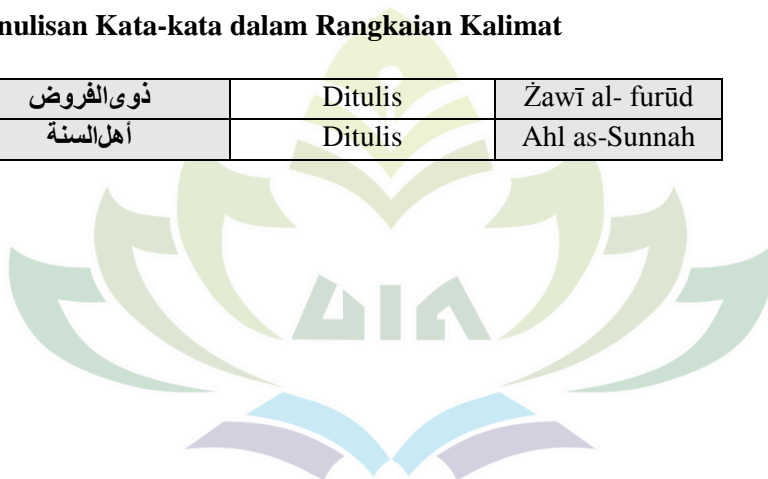 nulisan Kata-kata dalam Rangkaian Kalimat
ذوىالفروض Ditulis Żawī al- furūd
أهلالسنة Ditulis Ahl as-Sunnah